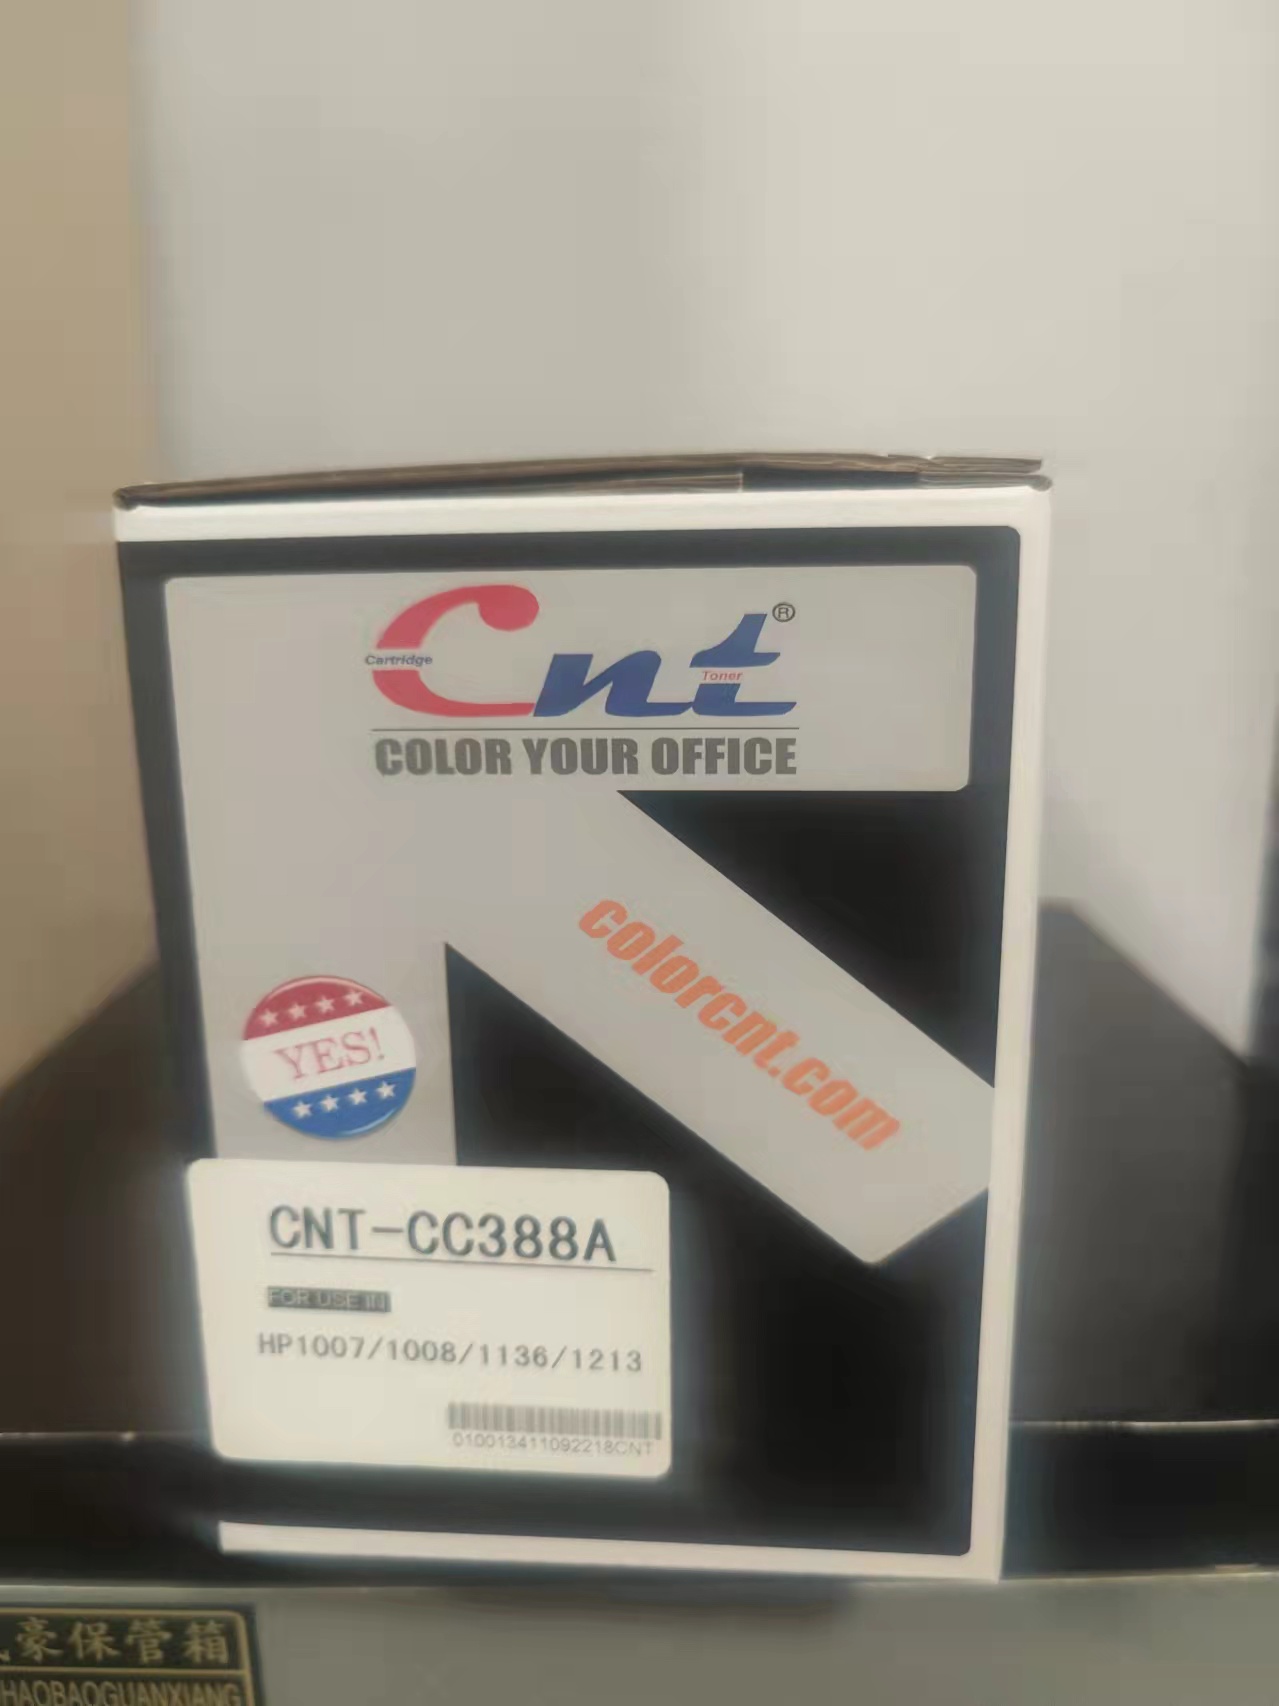 Cnt®
Cartridge
Toner
COLOR YOUR OFFICE
colorcnt.com
YES!
CNT-CC388A
FOR USE IN
HP1007/1008/1136/1213
010013411092218CNT
豪保管箱
HAOBAOGUANXIANG